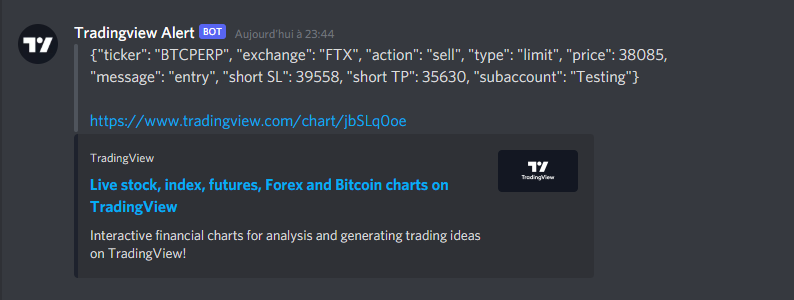 Tradingview Alert BOT Aujourd'hui à 23:44
{"ticker": "BTCPERP", "exchange": "FTX", "action": "sell", "type": "limit", "price": 38085,
"message": "entry", "short SL": 39558, "short TP": 35630, "subaccount": "Testing"}
https://www.tradingview.com/chart/jbSLq0oe
TradingView
Live stock, index, futures, Forex and Bitcoin charts on
TradingView
Interactive financial charts for analysis and generating trading ideas
on TradingView!
TradingView